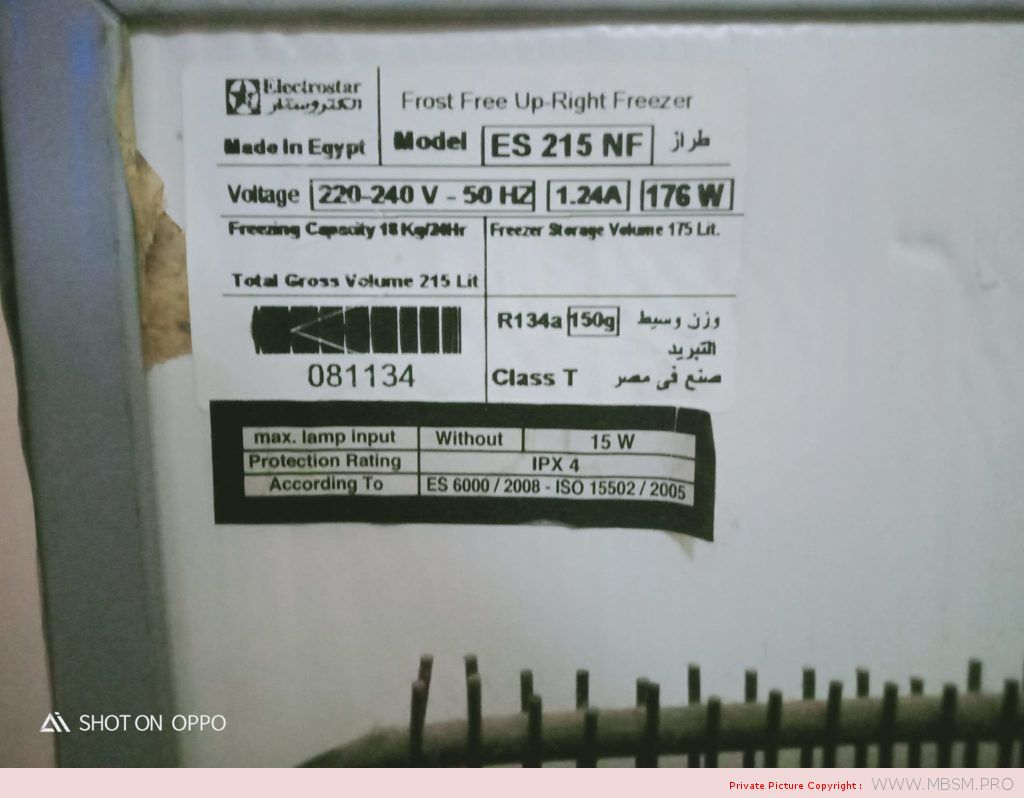 Electrostar
الكتروستار
Frost Free Up-Right Freezer
Made In Egypt
Model ES 215 NF طراز
Voltage 220-240 V - 50 HZ 1.24A 176 W
Freezing Capacity 18 Kg/24Hr
Freezer Storage Volume 175 Lit.
Total Gross Volume 215 Lit
R134a 150g وزن وسيط
التبريد
081134
Class T صنع فى مصر
max. lamp input Without 15 W
Protection Rating IPX 4
According To ES 6000 / 2008 - ISO 15502 / 2005
SHOT ON OPPO
Private Picture Copyright : WWW.MBSM.PRO